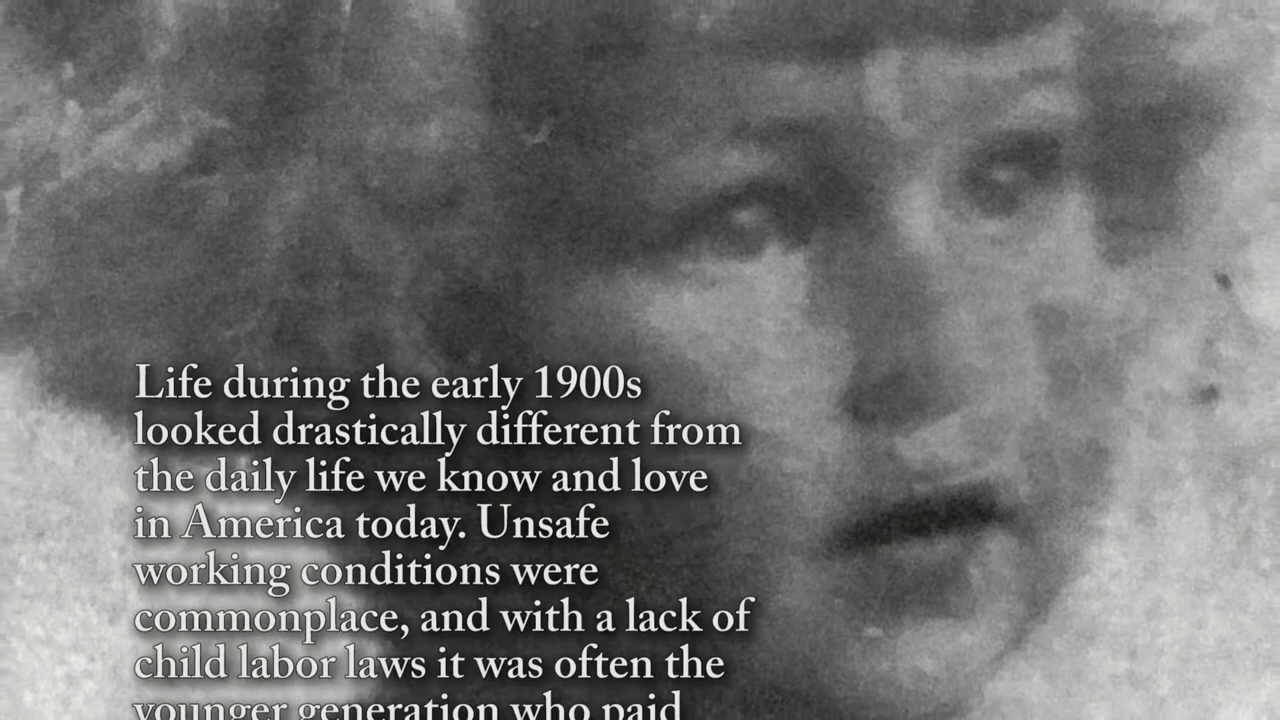 Life during the early 1900s
looked drastically different from
the daily life we know and love
in America today. Unsafe
working conditions were
commonplace, and with a lack of
child labor laws it was often the
younger generation who paid